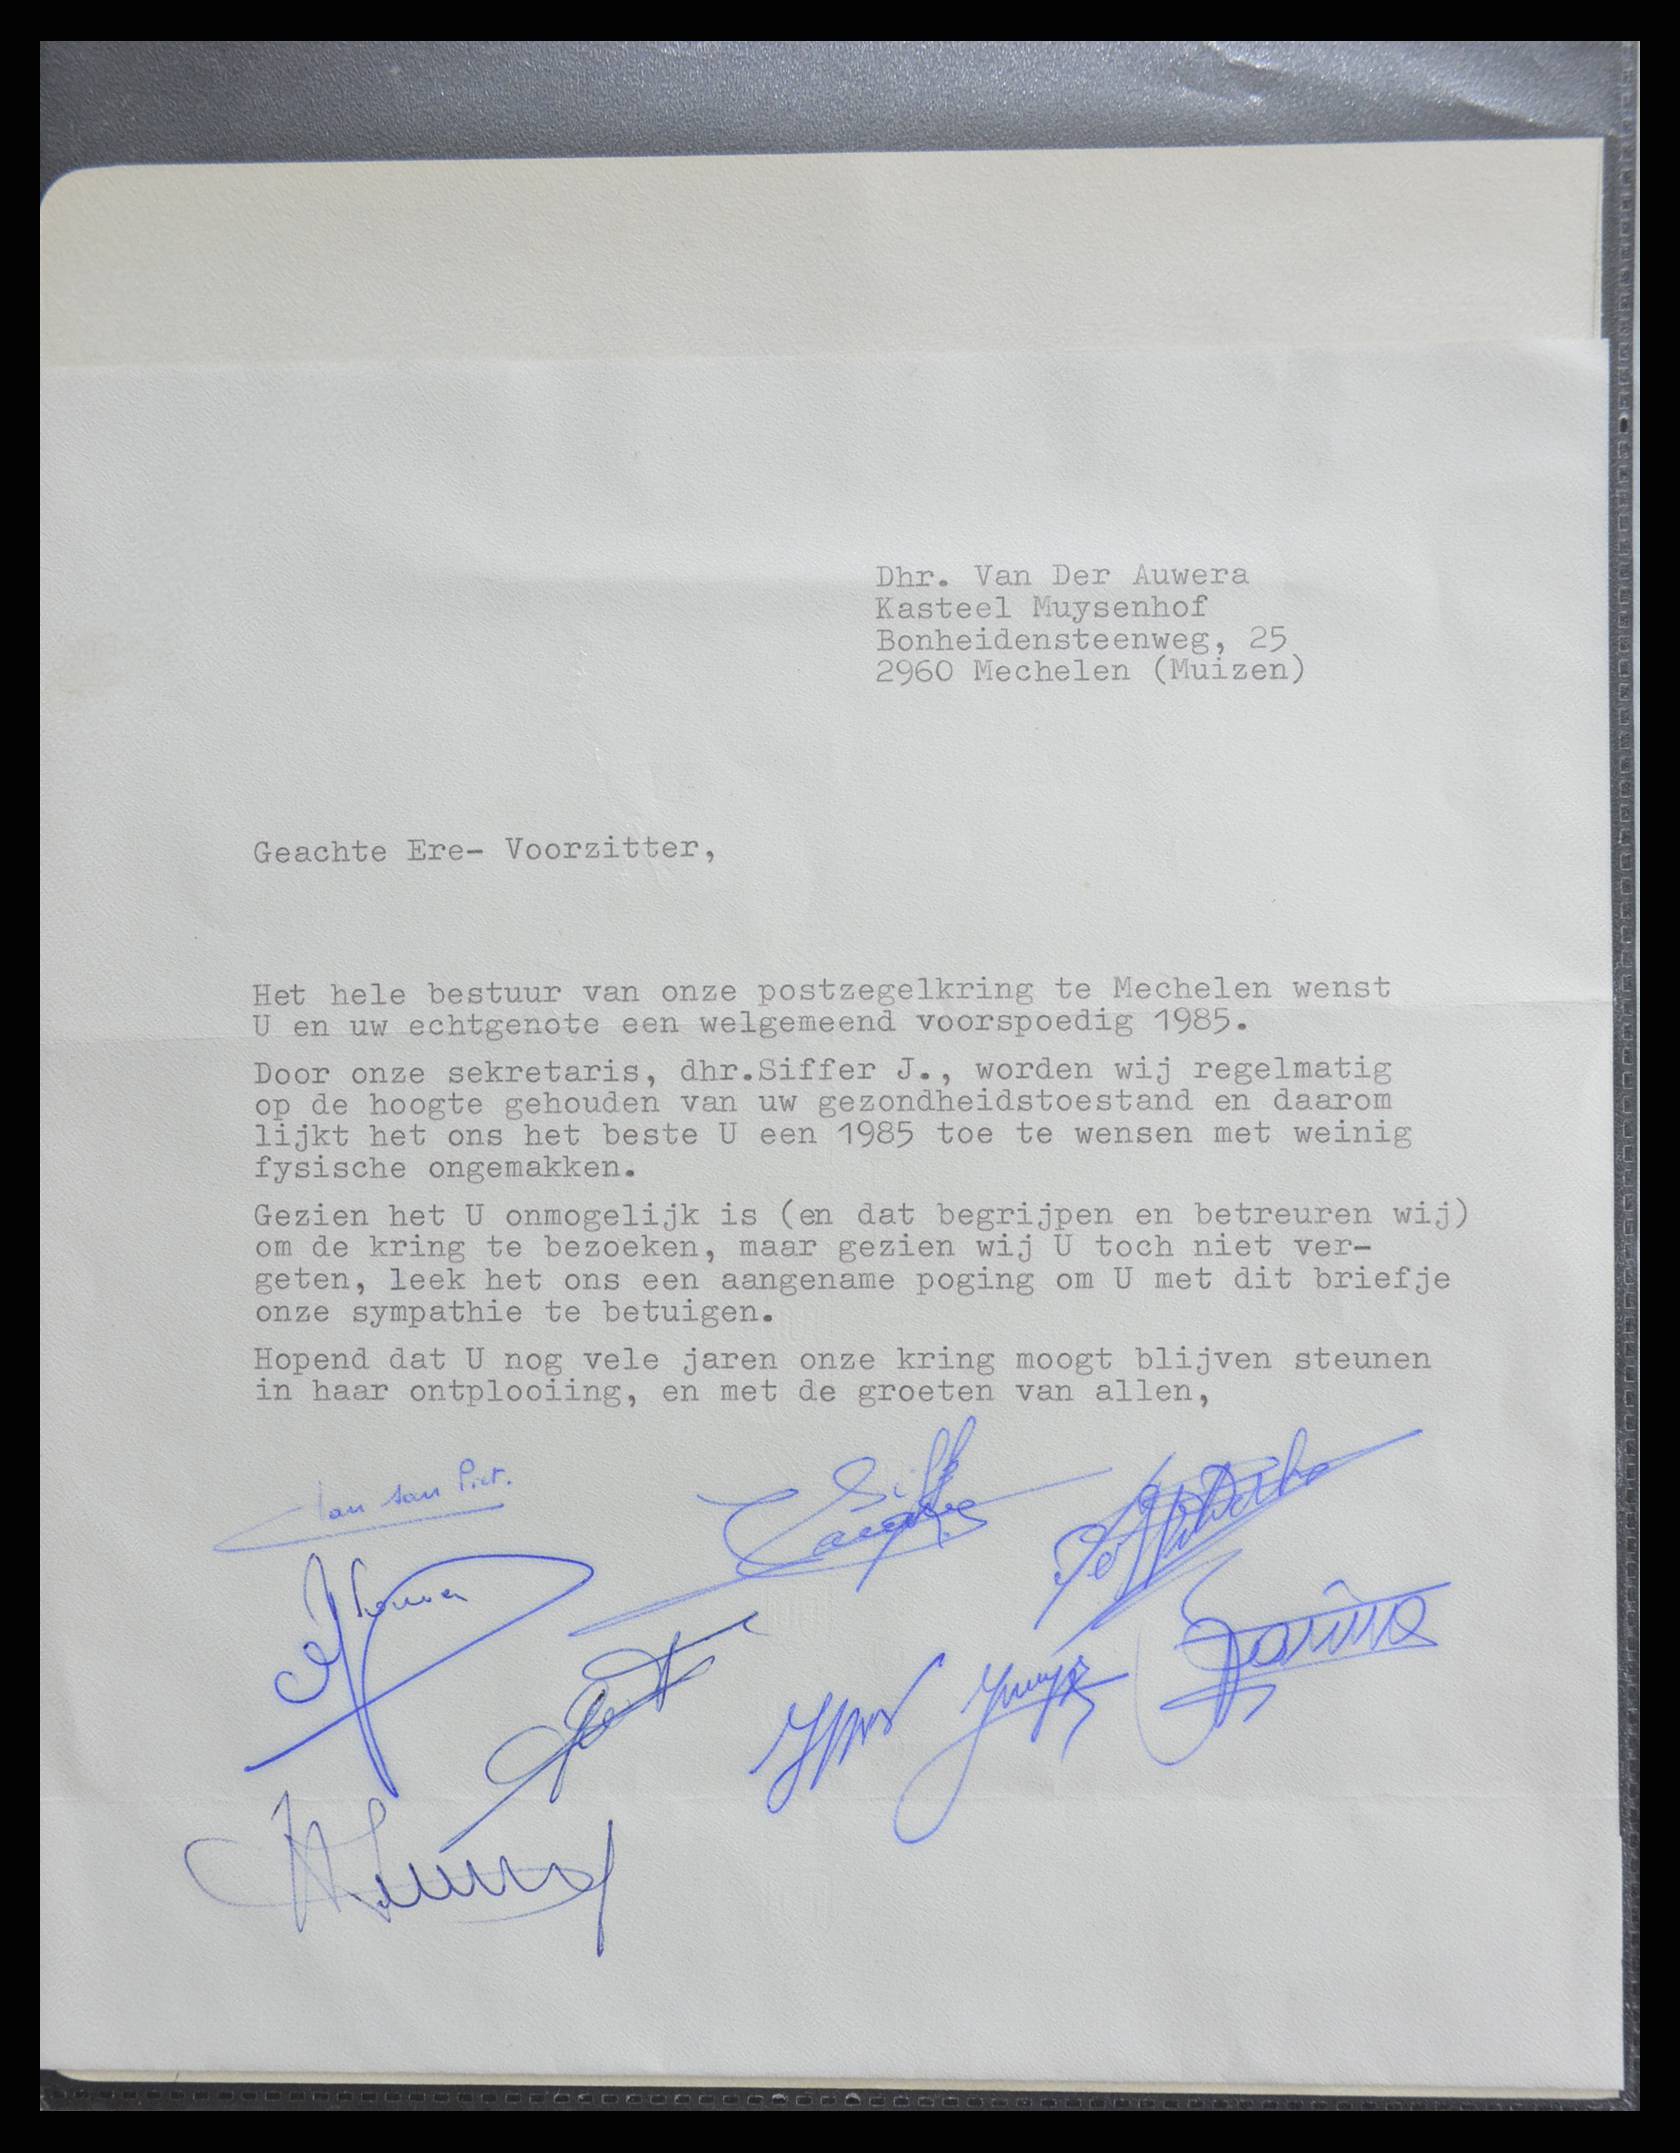 Dhr. Van Der Auwera
Kasteel Muysenhof
Bonheidensteenweg, 25
2960 Mechelen (Muizen)
Geachte Ere- Voorzitter,
Het hele bestuur van onze postzegelkring te Mechelen wenst
U en uw echtgenote een welgemeend voorspoedig 1985.
Door onze sekretaris, dhr.Siffer J., worden wij regelmatig
op de hoogte gehouden van uw gezondheidstoestand en daarom
lijkt het ons het beste U een 1985 toe te wensen met weinig
fysische ongemakken.
Gezien het U onmogelijk is (en dat begrijpen en betreuren wij)
om de kring te bezoeken, maar gezien wij U toch niet ver-
geten, leek het ons een aangename poging om U met dit briefje
onze sympathie te betuigen.
Hopend dat U nog vele jaren onze kring moogt blijven steunen
in haar ontplooiing, en met de groeten van allen,